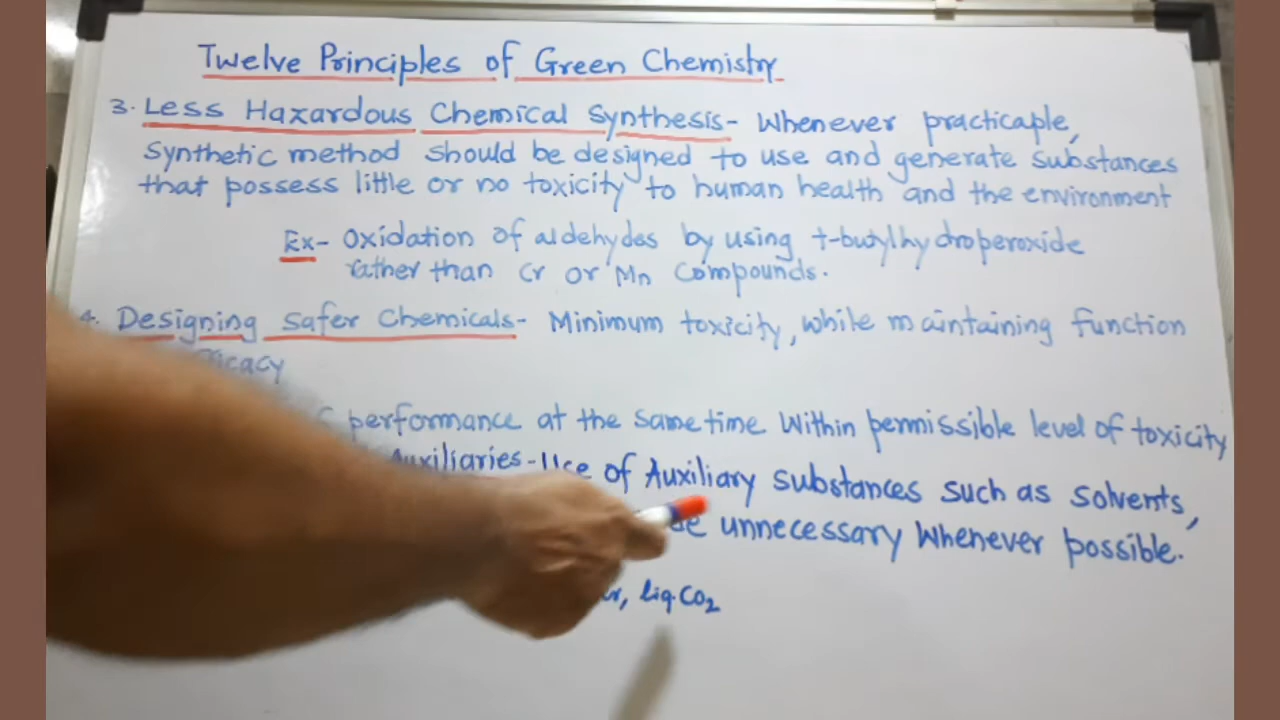 Twelve Principles of Green Chemistry
3. Less Hazardous Chemical Synthesis- Whenever practicaple,
Synthetic method should be designed to use and generate substances
that possess little or no toxicity to human health and the environment
Ex- Oxidation of aldehydes by using t-butylhydroperoxide
rather than Cr or Mn Compounds.
4. Designing Safer Chemicals- Minimum toxicity, while maintaining function
performance at the same time Within permissible level of toxicity
Auxiliaries-Use of Auxiliary substances such as solvents,
unnecessary Whenever possible.
liq. CO2